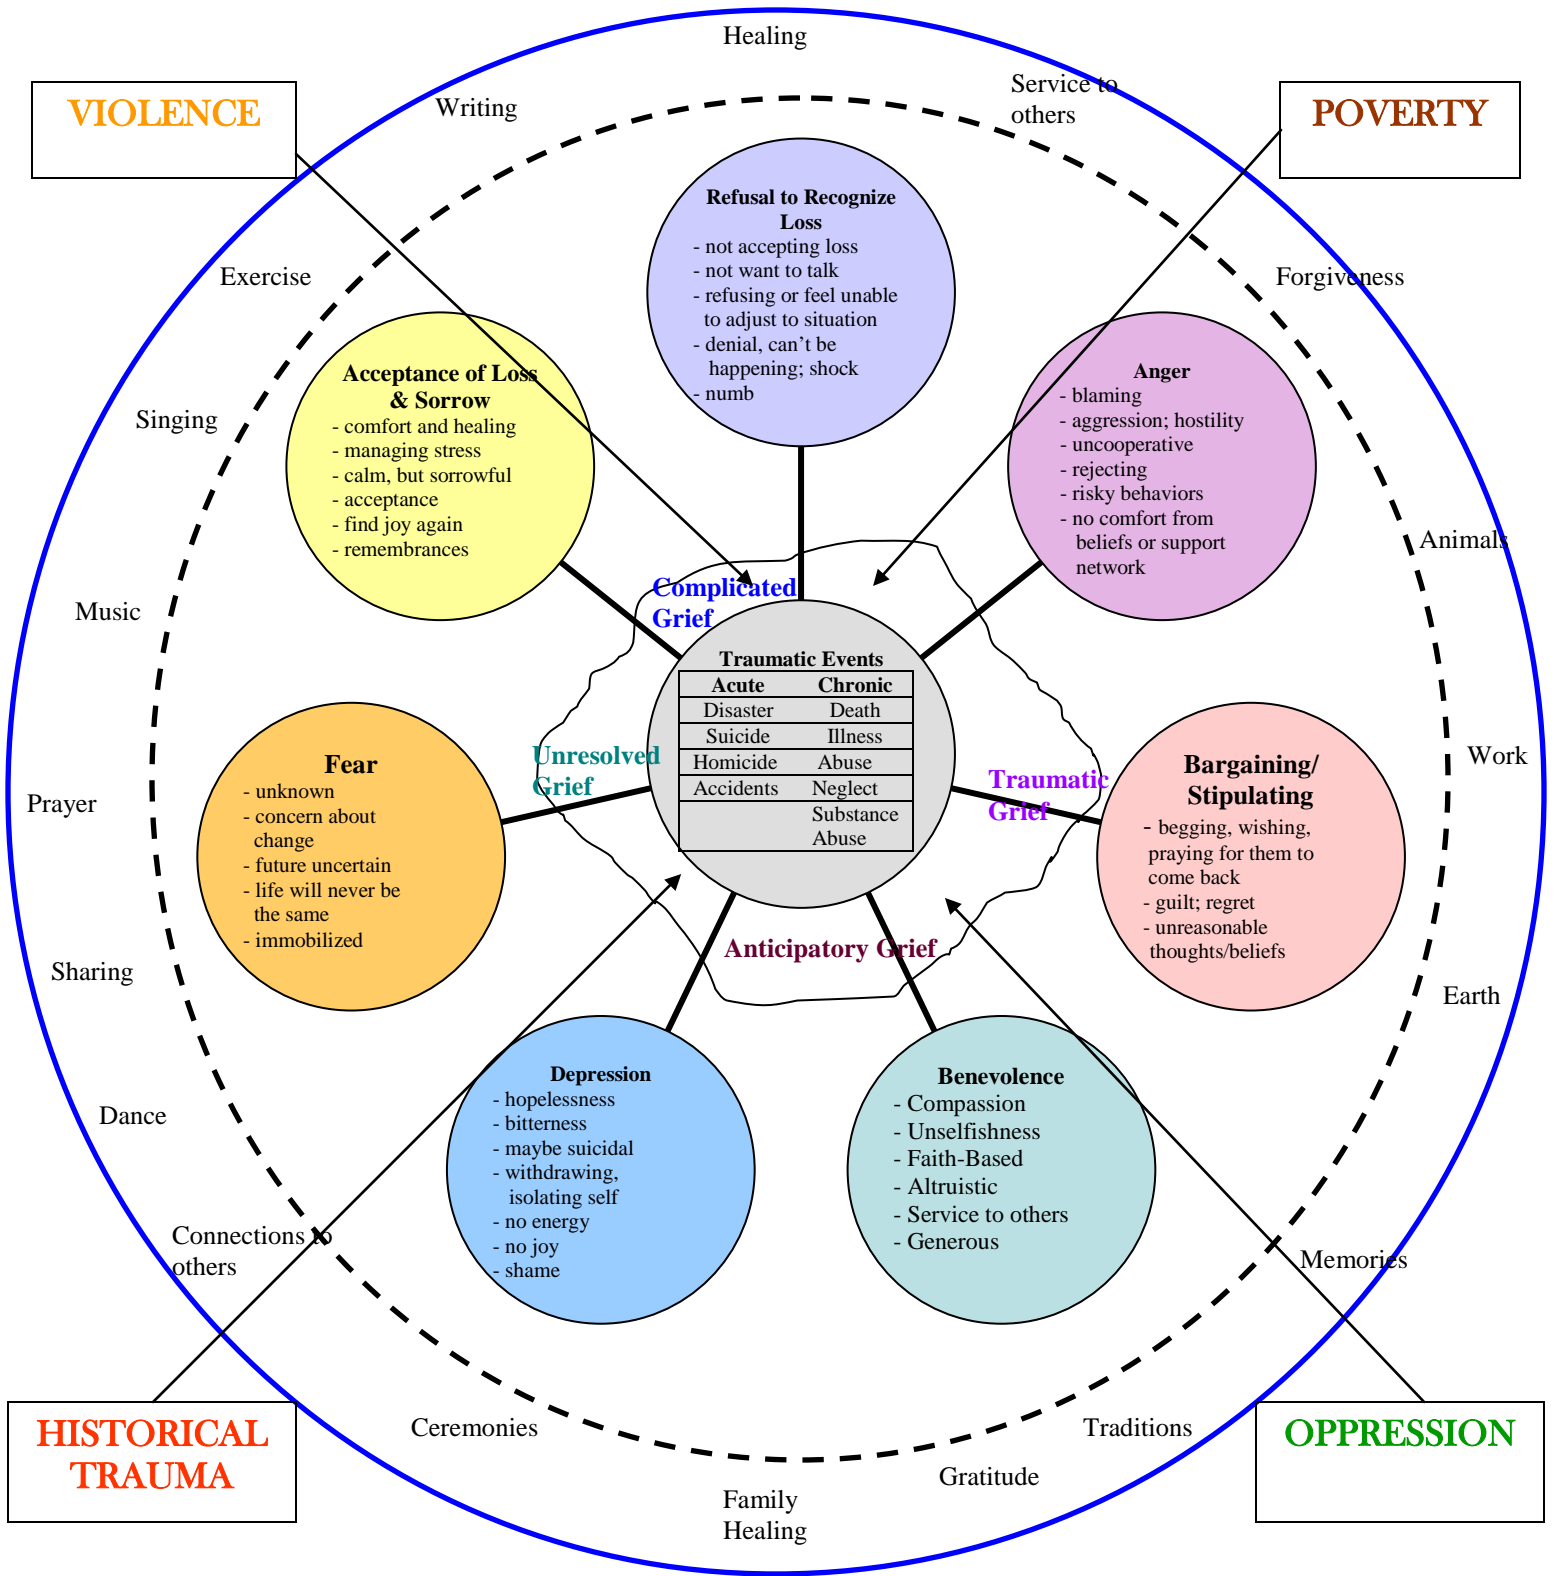 Healing
Writing
Service to
others
VIOLENCE
POVERTY
Refusal to Recognize
Loss
- not accepting loss
- not want to talk
- refusing or feel unable
to adjust to situation
- denial, can’t be
happening; shock
- numb
Exercise
Forgiveness
Acceptance of Loss
& Sorrow
- comfort and healing
- managing stress
- calm, but sorrowful
- acceptance
- find joy again
- remembrances
Anger
- blaming
- aggression; hostility
- uncooperative
- rejecting
- risky behaviors
- no comfort from
beliefs or support
network
Singing
Animals
Music
Complicated
Grief
Traumatic Events
Acute Chronic
Disaster Death
Suicide Illness
Homicide Abuse
Accidents Neglect
Substance
Abuse
Unresolved
Grief
Traumatic
Grief
Anticipatory Grief
Fear
- unknown
- concern about
change
- future uncertain
- life will never be
the same
- immobilized
Bargaining/
Stipulating
- begging, wishing,
praying for them to
come back
- guilt; regret
- unreasonable
thoughts/beliefs
Work
Prayer
Sharing
Earth
Depression
- hopelessness
- bitterness
- maybe suicidal
- withdrawing,
isolating self
- no energy
- no joy
- shame
Benevolence
- Compassion
- Unselfishness
- Faith-Based
- Altruistic
- Service to others
- Generous
Dance
Connections to
others
Memories
HISTORICAL
TRAUMA
OPPRESSION
Ceremonies
Traditions
Gratitude
Family
Healing